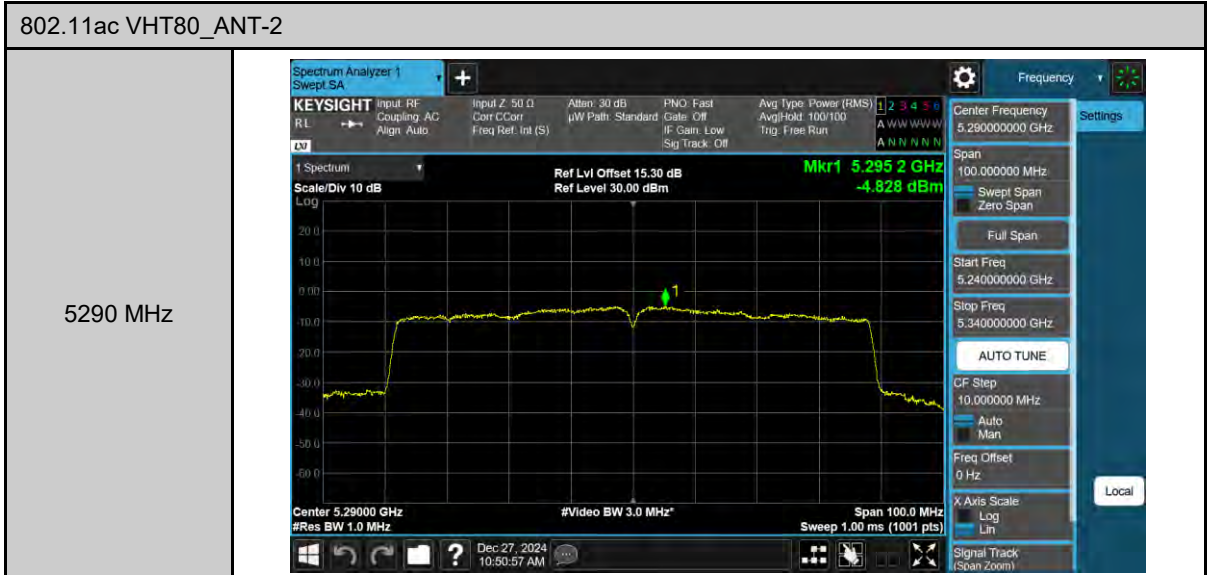 802.11ac VHT80_ANT-2
5290 MHz
Spectrum Analyzer 1
Swept SA
Frequency
KEYSIGHT
RL
LXI
Input: RF
Coupling: AC
Align: Auto
Input Z: 50 Ω
Corr CCorr
Freq Ref: Int (S)
Atten: 30 dB
µW Path: Standard
PNO: Fast
Gate: Off
IF Gain: Low
Sig Track: Off
Avg Type: Power (RMS)
Avg|Hold: 100/100
Trig: Free Run
1 2 3 4 5 6
A W W W W W
A N N N N N
1 Spectrum
Scale/Div 10 dB
Ref Lvl Offset 15.30 dB
Ref Level 30.00 dBm
Mkr1 5.295 2 GHz
-4.828 dBm
Log
20.0
10.0
0.00
-10.0
-20.0
-30.0
-40.0
-50.0
-60.0
1
Center 5.29000 GHz
#Res BW 1.0 MHz
#Video BW 3.0 MHz*
Span 100.0 MHz
Sweep 1.00 ms (1001 pts)
Dec 27, 2024
10:50:57 AM
Center Frequency
5.290000000 GHz
Span
100.000000 MHz
Swept Span
Zero Span
Full Span
Start Freq
5.240000000 GHz
Stop Freq
5.340000000 GHz
AUTO TUNE
CF Step
10.000000 MHz
Auto
Man
Freq Offset
0 Hz
X Axis Scale
Log
Lin
Signal Track
(Span Zoom)
Settings
Local